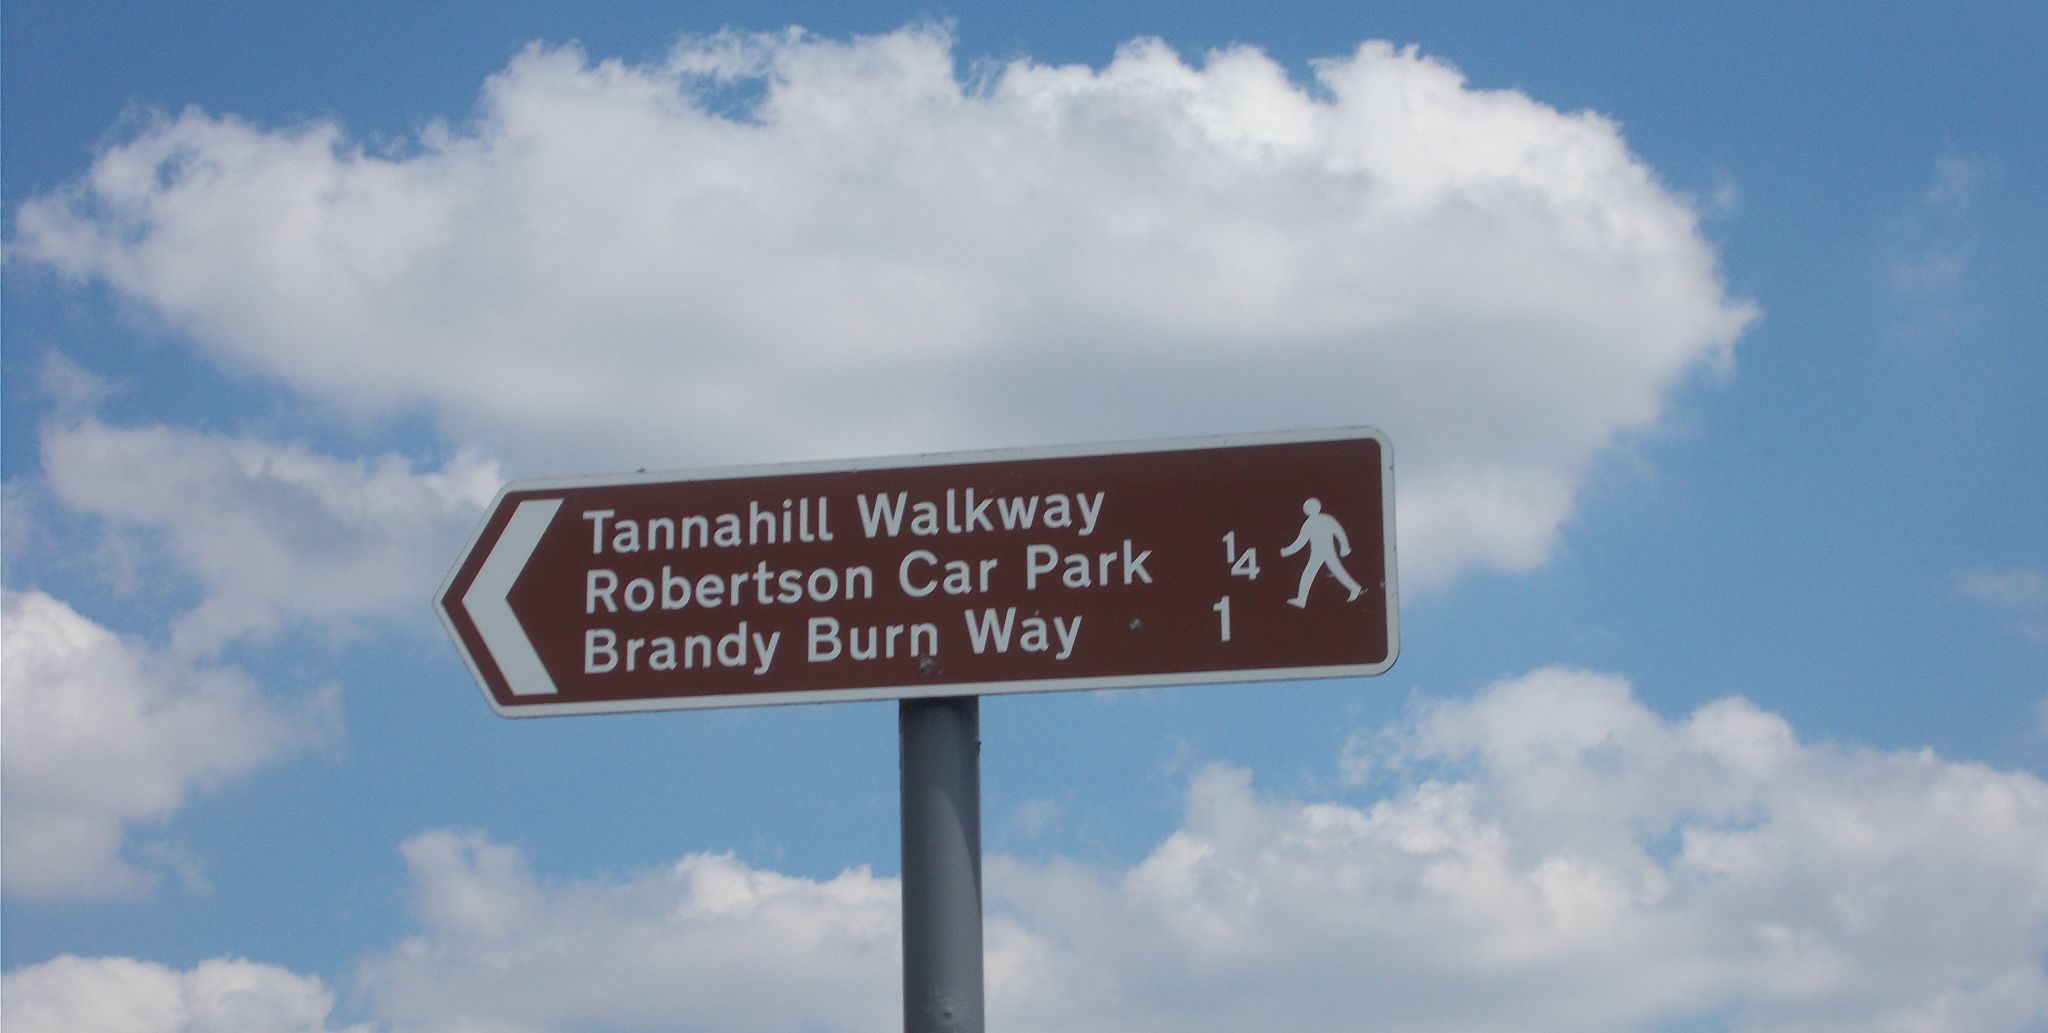 Tannahill Walkway
Robertson Car Park ¼
Brandy Burn Way 1